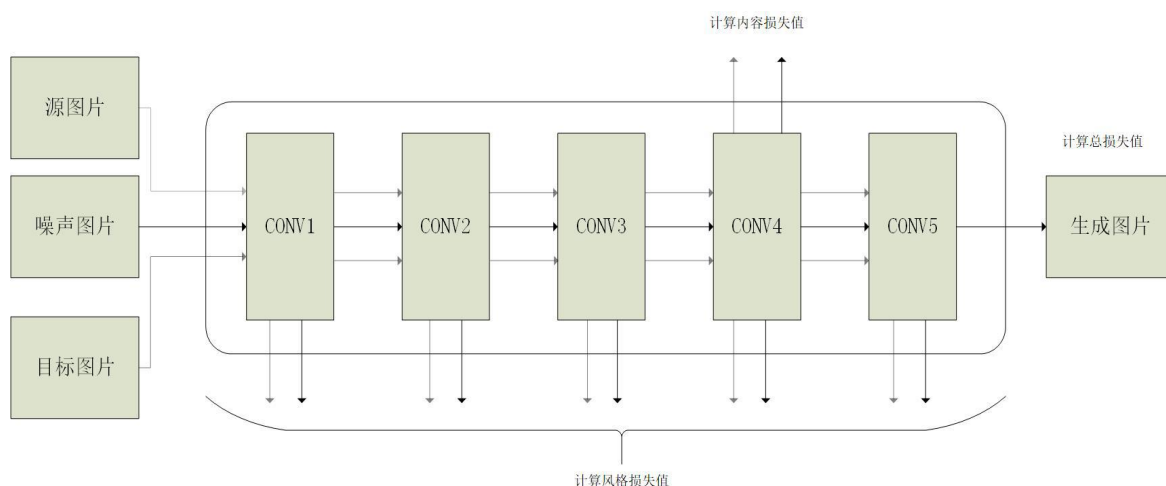 计算内容损失值
源图片
计算总损失值
噪声图片
CONV1
CONV2
CONV3
CONV4
CONV5
生成图片
目标图片
计算风格损失值